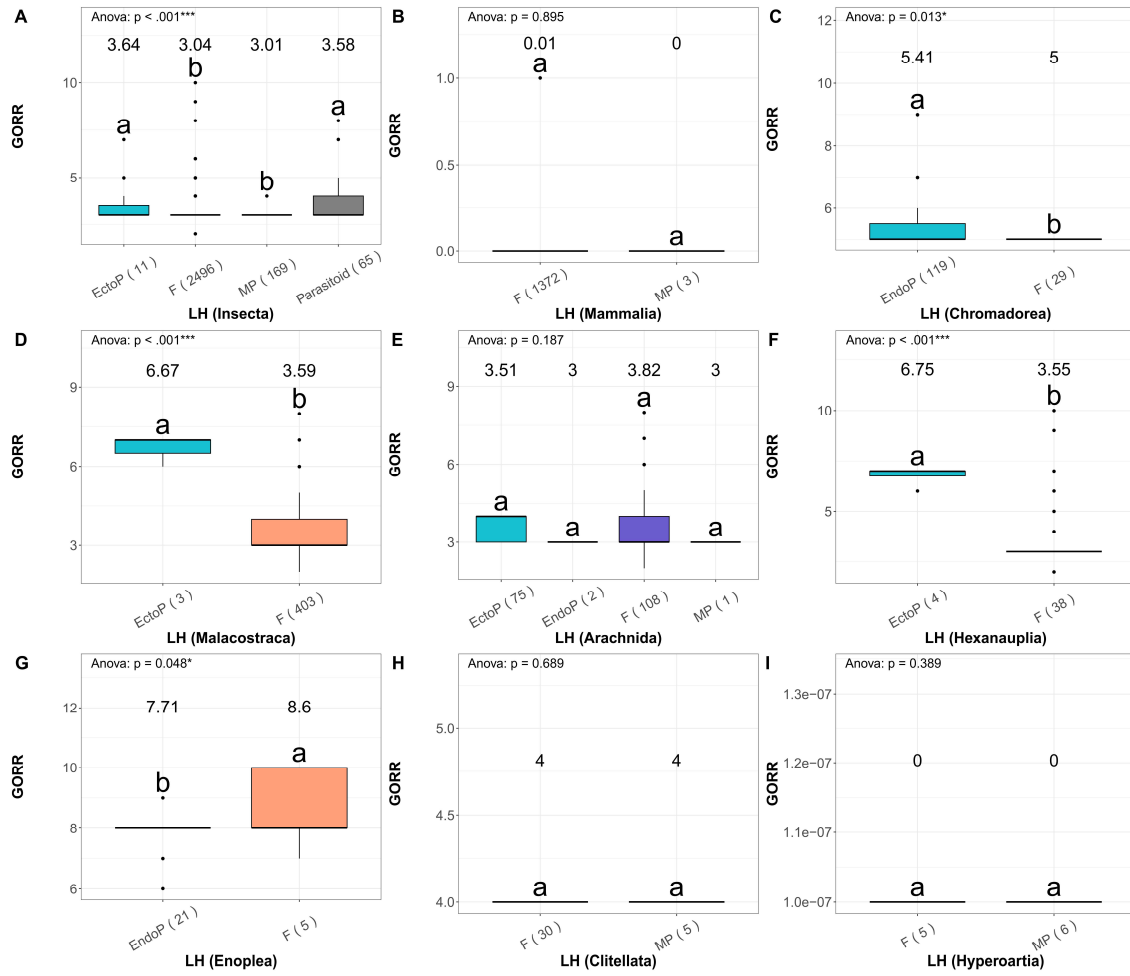 A
Anova: p < .001***
3.64 3.04 3.01 3.58
GORR
10
5
a b b a
EctoP ( 11 ) F ( 2496 ) MP ( 169 ) Parasitoid ( 65 )
LH (Insecta)
B
Anova: p = 0.895
0.01 0
GORR
1.0
0.5
0.0
a a
F ( 1372 ) MP ( 3 )
LH (Mammalia)
C
Anova: p = 0.013*
5.41 5
GORR
12
10
8
6
a b
EndoP ( 119 ) F ( 29 )
LH (Chromadorea)
D
Anova: p < .001***
6.67 3.59
GORR
9
6
3
a b
EctoP ( 3 ) F ( 403 )
LH (Malacostraca)
E
Anova: p = 0.187
3.51 3 3.82 3
GORR
9
6
3
a a a a
EctoP ( 75 ) EndoP ( 2 ) F ( 108 ) MP ( 1 )
LH (Arachnida)
F
Anova: p < .001***
6.75 3.55
GORR
10
5
a b
EctoP ( 4 ) F ( 38 )
LH (Hexanauplia)
G
Anova: p = 0.048*
7.71 8.6
GORR
12
10
8
6
b a
EndoP ( 21 ) F ( 5 )
LH (Enoplea)
H
Anova: p = 0.689
4 4
GORR
5.0
4.5
4.0
a a
F ( 30 ) MP ( 5 )
LH (Clitellata)
I
Anova: p = 0.389
0 0
GORR
1.3e-07
1.2e-07
1.1e-07
1.0e-07
a a
F ( 5 ) MP ( 6 )
LH (Hyperoartia)